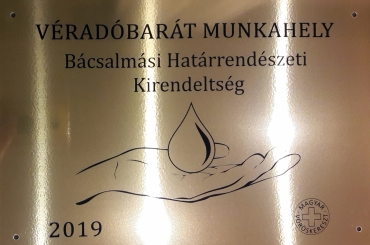 VÉRADÓBARÁT MUNKAHELY
Bácsalmási Határrendészeti
Kirendeltség
2019
MAGYAR
VÖRÖSKERESZT